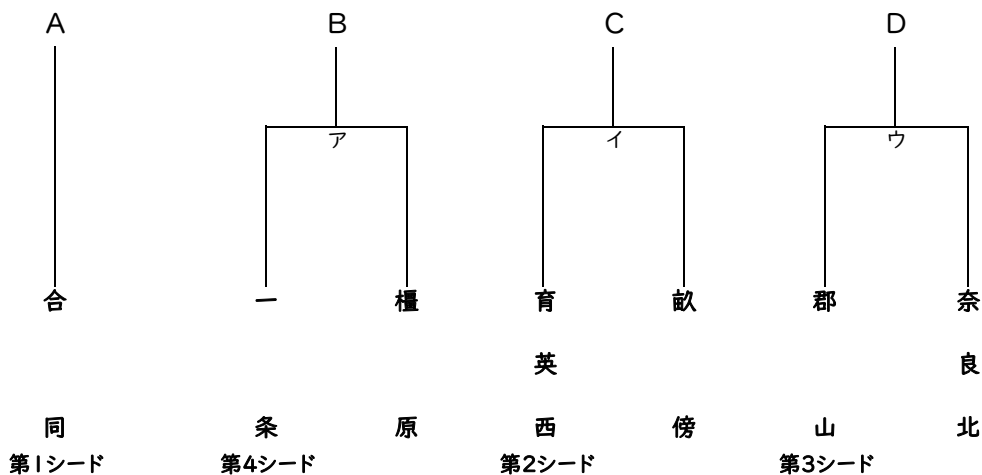 A
B
C
D
ア
イ
ウ
合同
一条
橿原
育英西
畝傍
郡山
奈良北
第1シード
第4シード
第2シード
第3シード